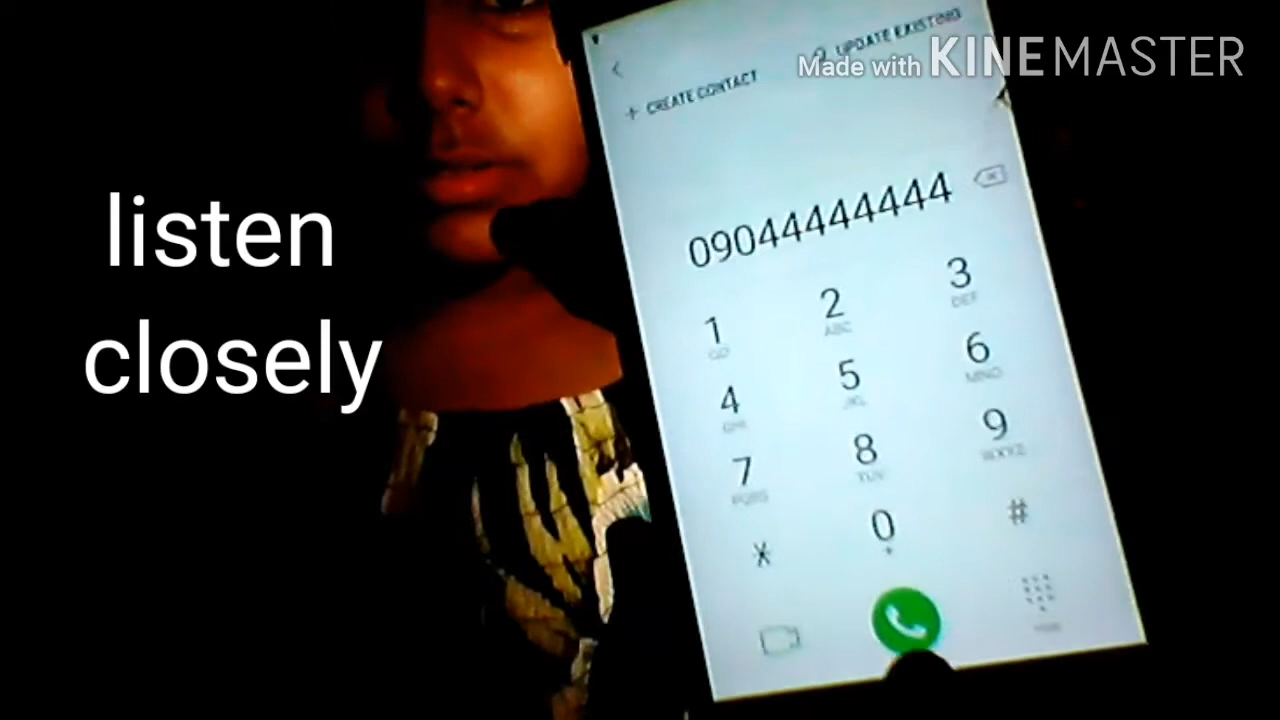 Made with KINEMASTER
UPDATE EXISTING
+ CREATE CONTACT
listen
closely
09044444444
1 2 3
ABC DEF
4 5 6
GHI JKL MNO
7 8 9
PQRS TUV WXYZ
* 0 #
+